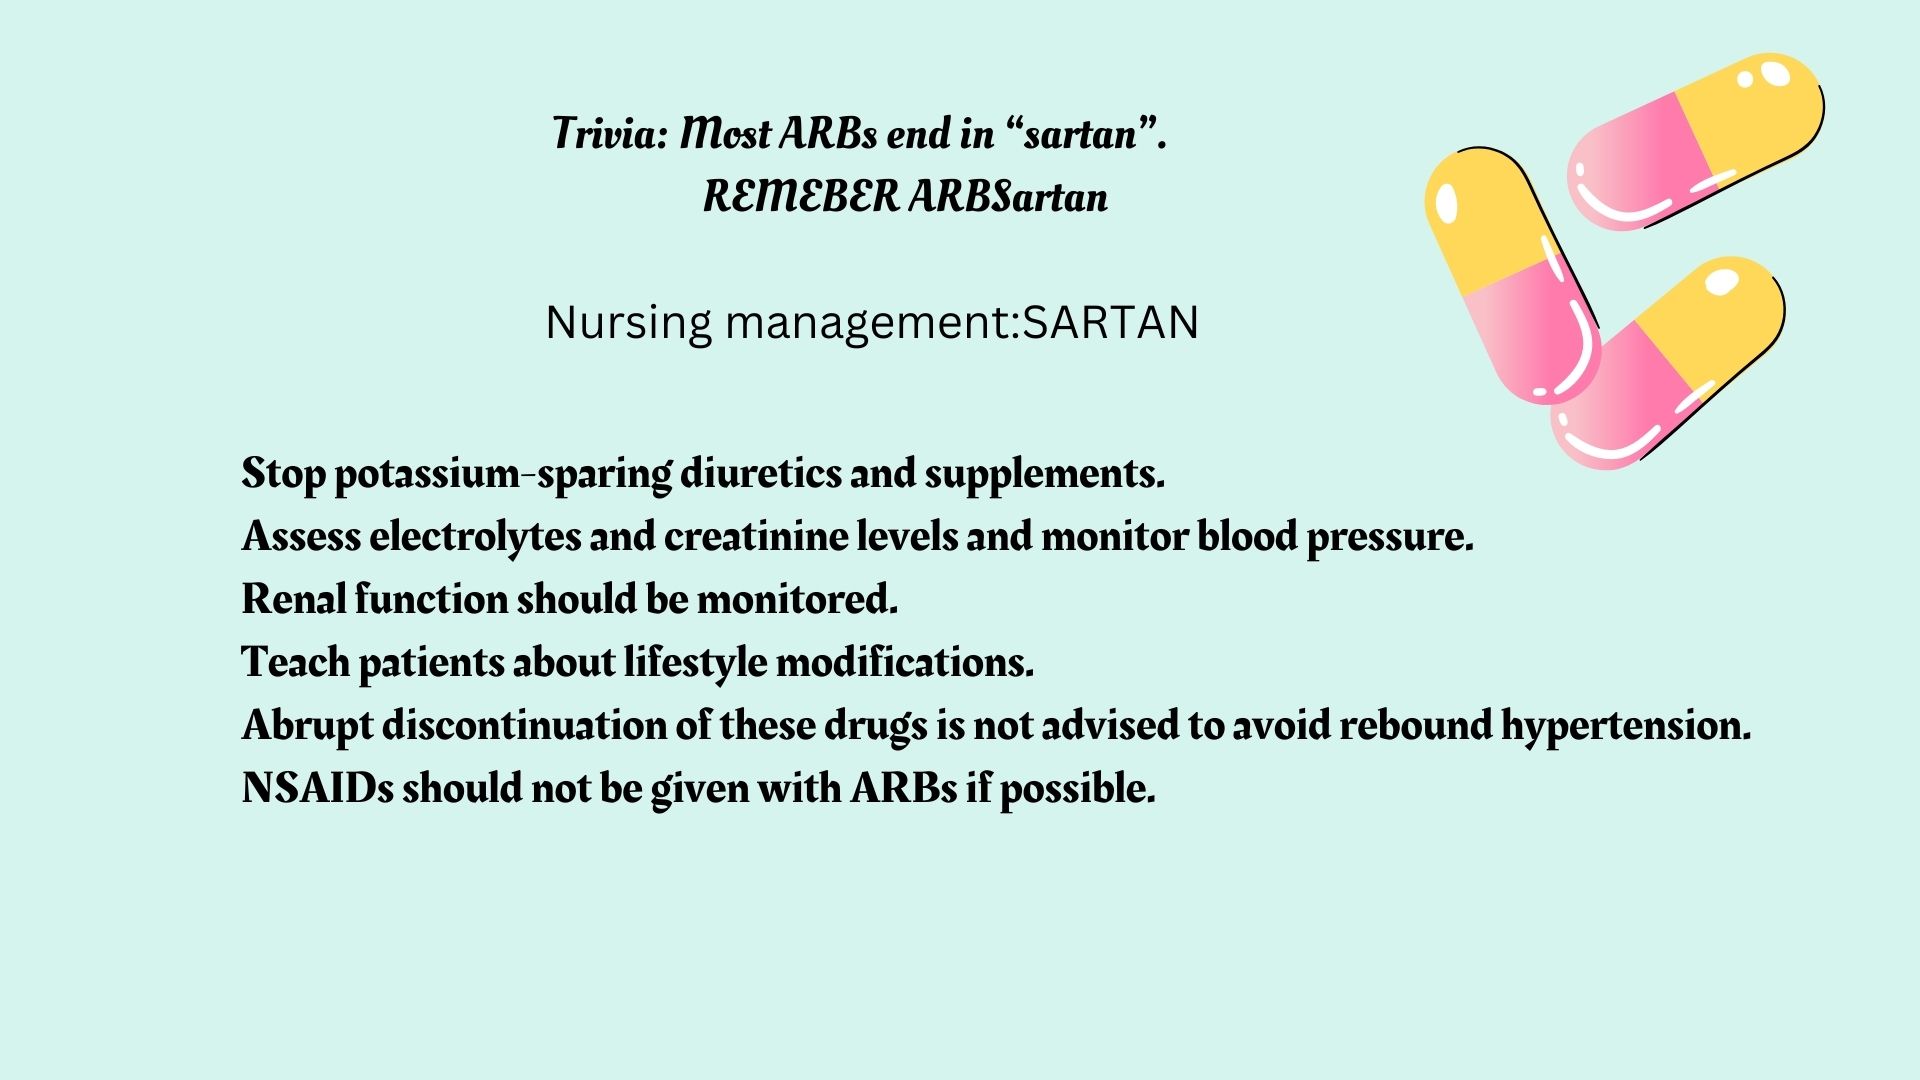 Trivia: Most ARBs end in “sartan”.
REMEBER ARBSartan
Nursing management:SARTAN
Stop potassium-sparing diuretics and supplements.
Assess electrolytes and creatinine levels and monitor blood pressure.
Renal function should be monitored.
Teach patients about lifestyle modifications.
Abrupt discontinuation of these drugs is not advised to avoid rebound hypertension.
NSAIDs should not be given with ARBs if possible.